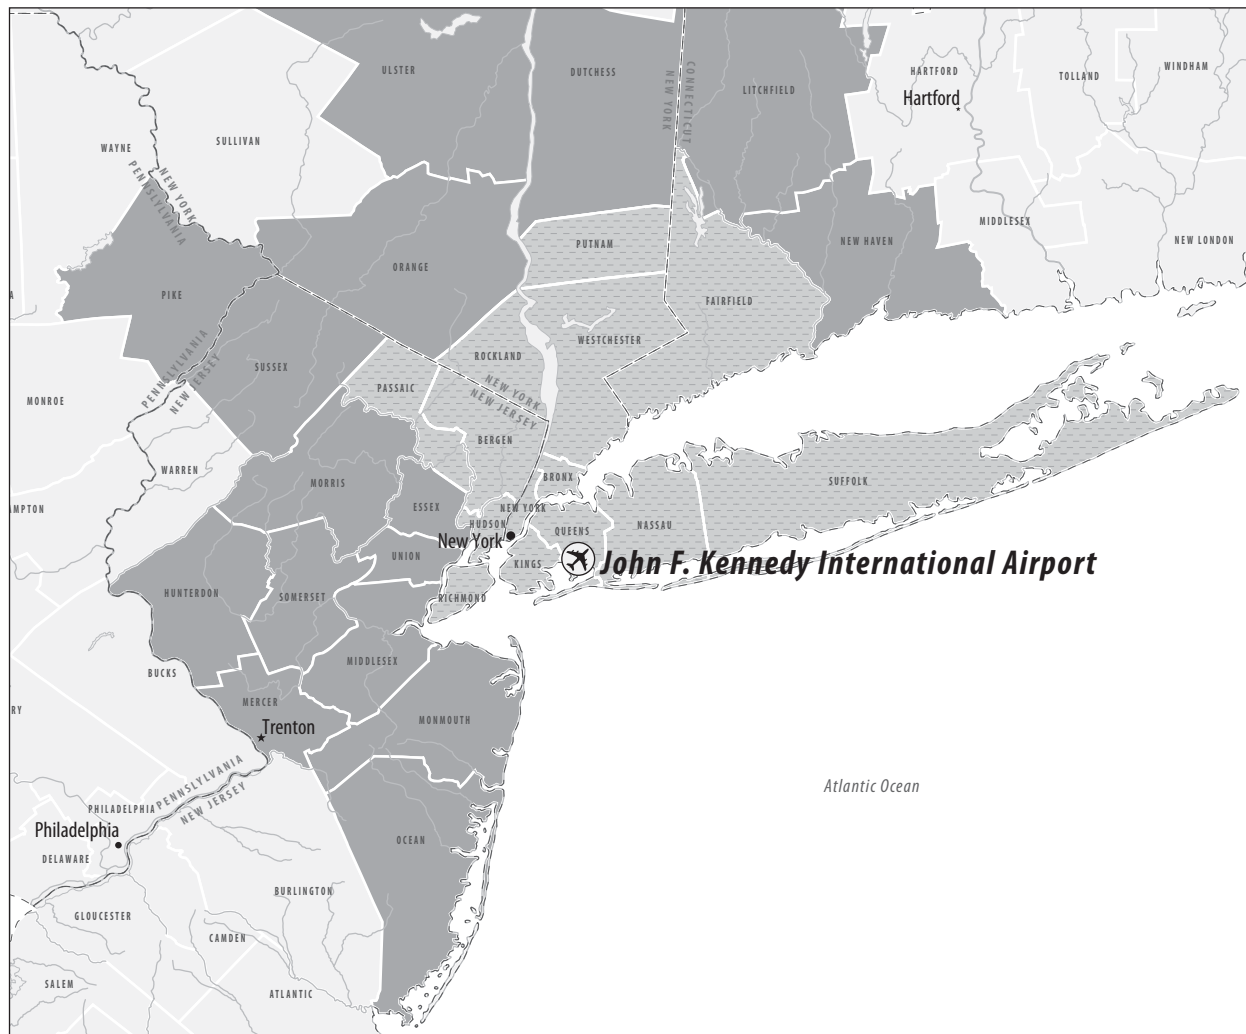 ULSTER
DUTCHESS
CONNECTICUT
NEW YORK
LITCHFIELD
HARTFORD
Hartford
TOLLAND
WINDHAM
WAYNE
SULLIVAN
NEW YORK
PENNSYLVANIA
MIDDLESEX
NEW LONDON
PUTNAM
NEW HAVEN
ORANGE
PIKE
FAIRFIELD
WESTCHESTER
ROCKLAND
SUSSEX
PENNSYLVANIA
NEW JERSEY
PASSAIC
NEW YORK
NEW JERSEY
MONROE
BERGEN
WARREN
BRONX
MORRIS
SUFFOLK
AMPTON
ESSEX
NEW YORK
HUDSON
NASSAU
QUEENS
New York
UNION
KINGS
John F. Kennedy International Airport
HUNTERDON
SOMERSET
RICHMOND
MIDDLESEX
BUCKS
MERCER
RY
MONMOUTH
Trenton
PENNSYLVANIA
NEW JERSEY
Atlantic Ocean
PHILADELPHIA
Philadelphia
OCEAN
DELAWARE
BURLINGTON
GLOUCESTER
CAMDEN
SALEM
ATLANTIC